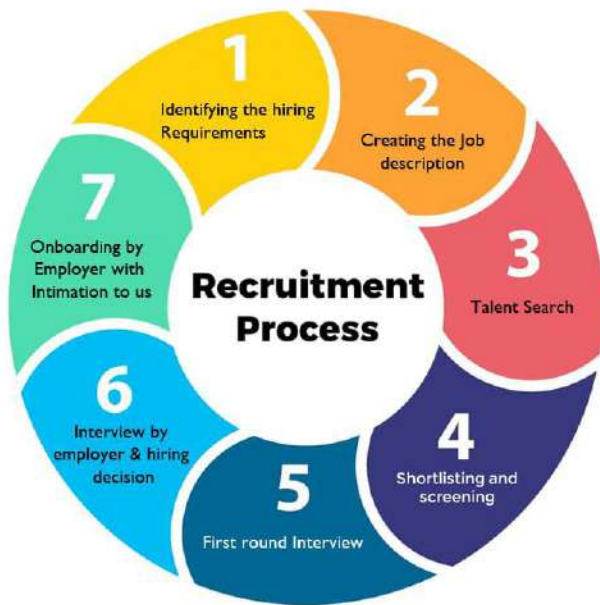 1
Identifying the hiring
Requirements
2
Creating the Job
description
3
Talent Search
4
Shortlisting and
screening
5
First round Interview
6
Interview by
employer & hiring
decision
7
Onboarding by
Employer with
Intimation to us
Recruitment
Process